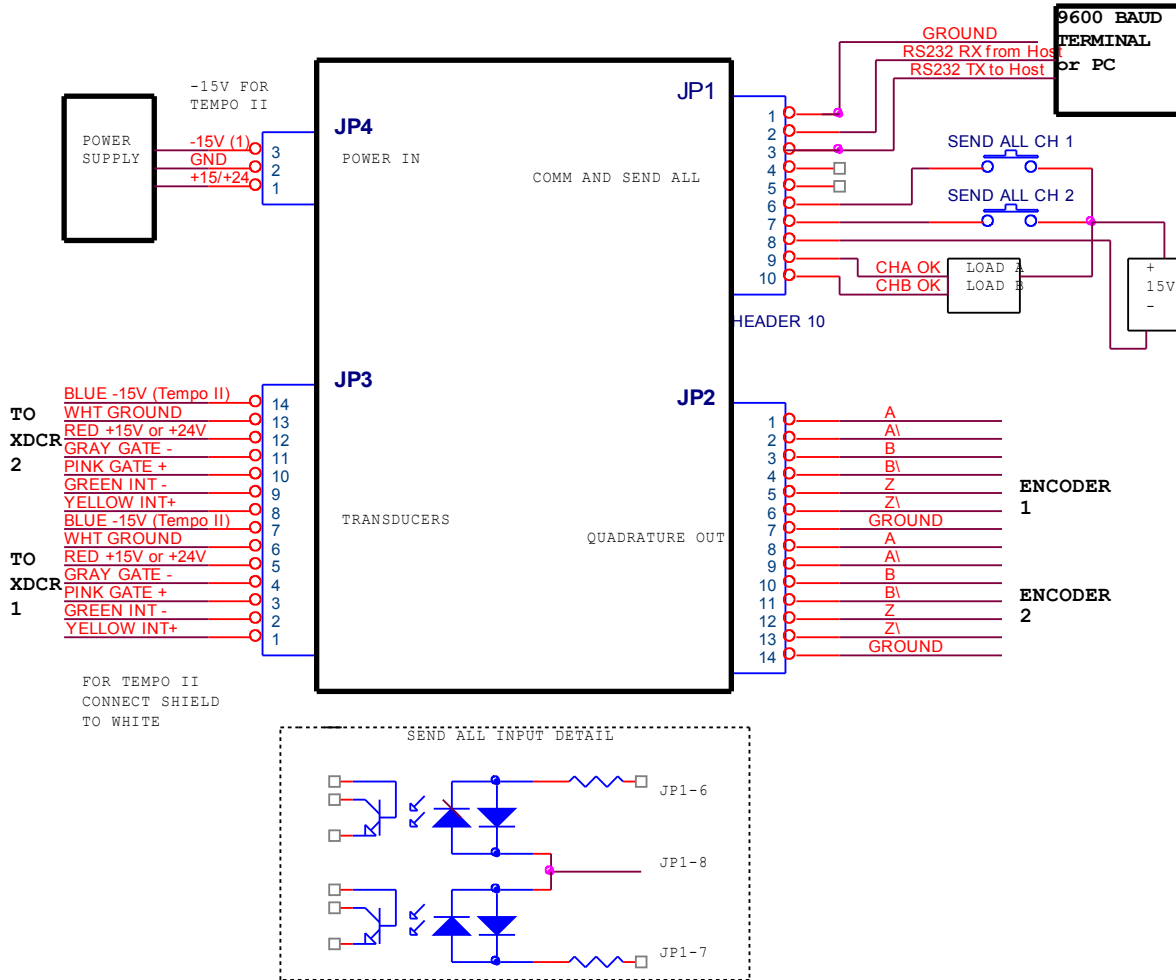 9600 BAUD
TERMINAL
or PC
GROUND
RS232 RX from Host
RS232 TX to Host
-15V FOR
TEMPO II
POWER
SUPPLY
-15V (1)
GND
+15/+24
3
2
1
JP4
POWER IN
JP1
COMM AND SEND ALL
1
2
3
4
5
6
7
8
9
10
HEADER 10
SEND ALL CH 1
SEND ALL CH 2
CHA OK
CHB OK
LOAD A
LOAD B
+
15V
-
TO
XDCR
2
TO
XDCR
1
BLUE -15V (Tempo II)
WHT GROUND
RED +15V or +24V
GRAY GATE -
PINK GATE +
GREEN INT -
YELLOW INT+
BLUE -15V (Tempo II)
WHT GROUND
RED +15V or +24V
GRAY GATE -
PINK GATE +
GREEN INT -
YELLOW INT+
14
13
12
11
10
9
8
7
6
5
4
3
2
1
JP3
TRANSDUCERS
JP2
QUADRATURE OUT
1
2
3
4
5
6
7
8
9
10
11
12
13
14
A
A\
B
B\
Z
Z\
GROUND
A
A\
B
B\
Z
Z\
GROUND
ENCODER
1
ENCODER
2
FOR TEMPO II
CONNECT SHIELD
TO WHITE
SEND ALL INPUT DETAIL
JP1-6
JP1-8
JP1-7